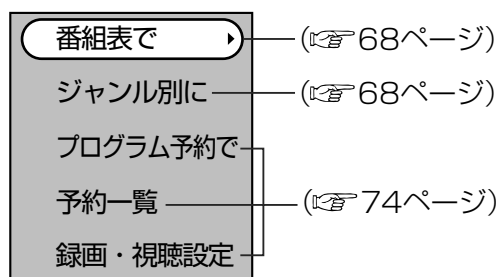 番組表で (☞68ページ)
ジャンル別に (☞68ページ)
プログラム予約で
予約一覧 (☞74ページ)
録画・視聴設定